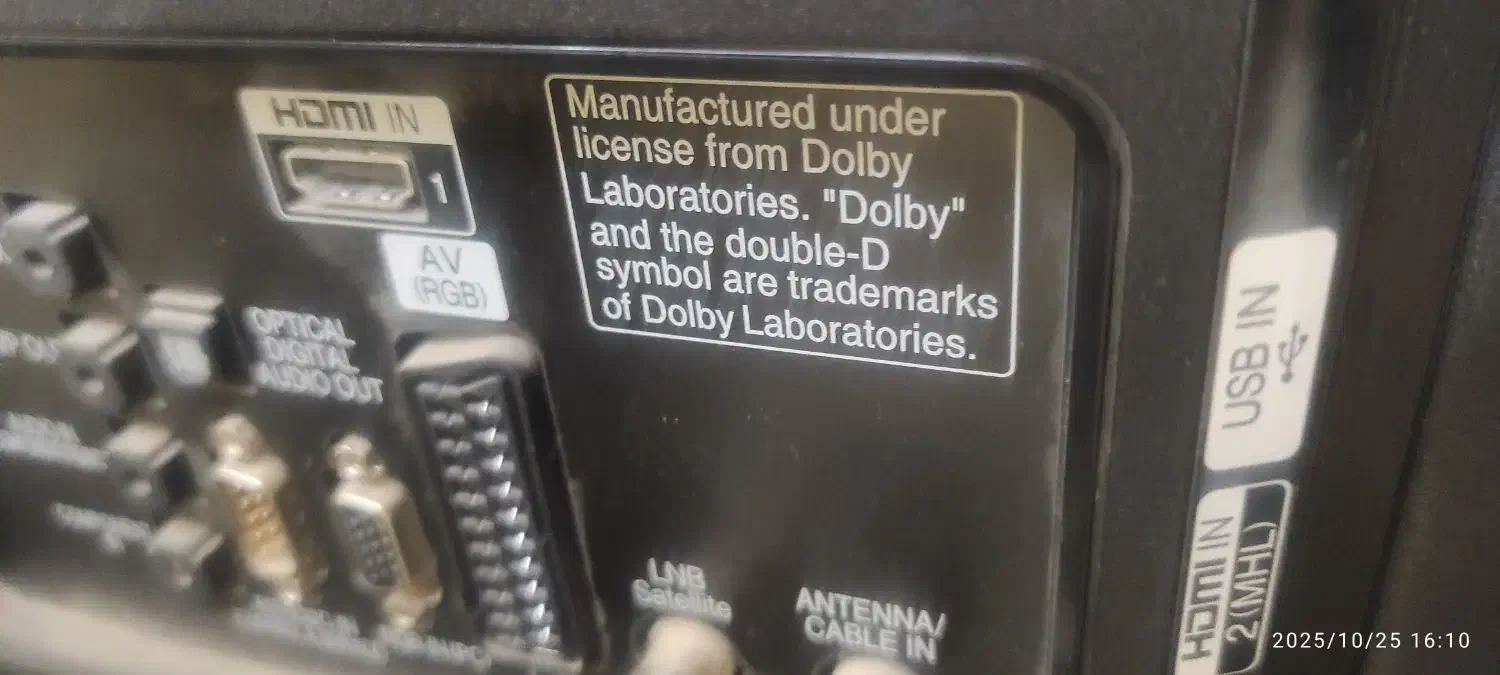 HDMI IN
1
AV
(RGB)
OPTICAL
DIGITAL
AUDIO OUT
Manufactured under
license from Dolby
Laboratories. "Dolby"
and the double-D
symbol are trademarks
of Dolby Laboratories.
LNB
Satellite
ANTENNA/
CABLE IN
USB IN
HDMI IN
2(MHL)
2025/10/25 16:10